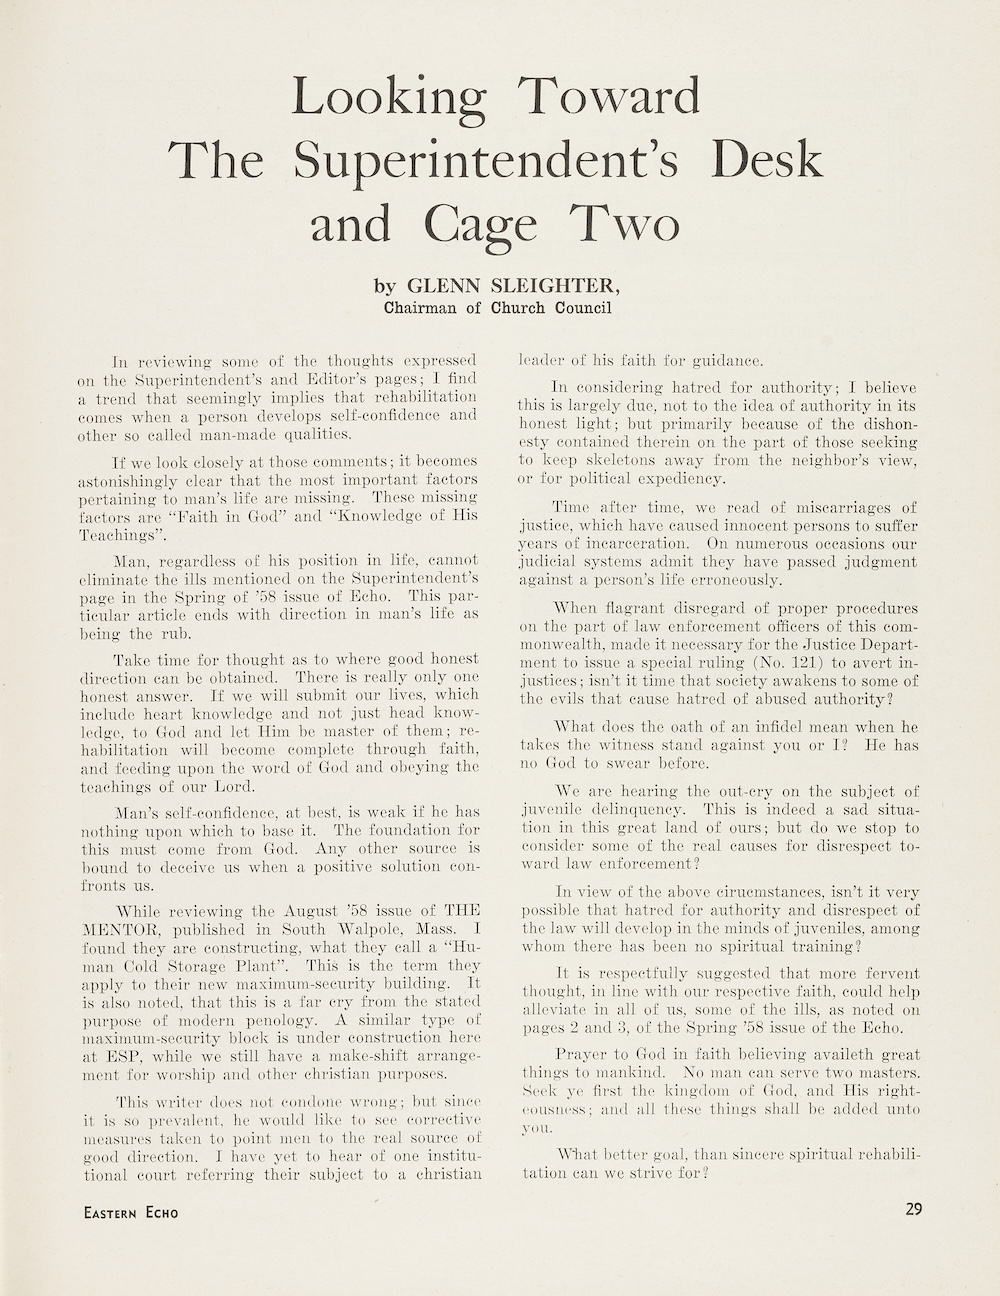 Looking Toward
The Superintendent's Desk
and Cage Two
by GLENN SLEIGHTER,
Chairman of Church Council
In reviewing some of the thoughts expressed
on the Superintendent's and Editor's pages; I find
a trend that seemingly implies that rehabilitation
comes when a person develops self-confidence and
other so called man-made qualities.
If we look closely at those comments; it becomes
astonishingly clear that the most important factors
pertaining to man's life are missing. These missing
factors are "Faith in God" and "Knowledge of His
Teachings".
Man, regardless of his position in life, cannot
eliminate the ills mentioned on the Superintendent's
page in the Spring of '58 issue of Echo. This par-
ticular article ends with direction in man's life as
being the rub.
Take time for thought as to where good honest
direction can be obtained. There is really only one
honest answer. If we will submit our lives, which
include heart knowledge and not just head know-
ledge, to God and let Him be master of them; re-
habilitation will become complete through faith,
and feeding upon the word of God and obeying the
teachings of our Lord.
Man's self-confidence, at best, is weak if he has
nothing upon which to base it. The foundation for
this must come from God. Any other source is
bound to deceive us when a positive solution con-
fronts us.
While reviewing the August '58 issue of THE
MENTOR, published in South Walpole, Mass. I
found they are constructing, what they call a "Hu-
man Cold Storage Plant". This is the term they
apply to their new maximum-security building. It
is also noted, that this is a far cry from the stated
purpose of modern penology. A similar type of
maximum-security block is under construction here
at ESP, while we still have a make-shift arrange-
ment for worship and other christian purposes.
This writer does not condone wrong; but since
it is so prevalent, he would like to see corrective
measures taken to point men to the real source of
good direction. I have yet to hear of one institu-
tional court referring their subject to a christian
leader of his faith for guidance.
In considering hatred for authority; I believe
this is largely due, not to the idea of authority in its
honest light; but primarily because of the dishon-
esty contained therein on the part of those seeking
to keep skeletons away from the neighbor's view,
or for political expediency.
Time after time, we read of miscarriages of
justice, which have caused innocent persons to suffer
years of incarceration. On numerous occasions our
judicial systems admit they have passed judgment
against a person's life erroneously.
When flagrant disregard of proper procedures
on the part of law enforcement officers of this com-
monwealth, made it necessary for the Justice Depart-
ment to issue a special ruling (No. 121) to avert in-
justices; isn't it time that society awakens to some of
the evils that cause hatred of abused authority?
What does the oath of an infidel mean when he
takes the witness stand against you or I? He has
no God to swear before.
We are hearing the out-cry on the subject of
juvenile delinquency. This is indeed a sad situa-
tion in this great land of ours; but do we stop to
consider some of the real causes for disrespect to-
ward law enforcement?
In view of the above cirucmstances, isn't it very
possible that hatred for authority and disrespect of
the law will develop in the minds of juveniles, among
whom there has been no spiritual training?
It is respectfully suggested that more fervent
thought, in line with our respective faith, could help
alleviate in all of us, some of the ills, as noted on
pages 2 and 3, of the Spring '58 issue of the Echo.
Prayer to God in faith believing availeth great
things to mankind. No man can serve two masters.
Seek ye first the kingdom of God, and His right-
eousness; and all these things shall be added unto
you.
What better goal, than sincere spiritual rehabili-
tation can we strive for?
EASTERN ECHO
29